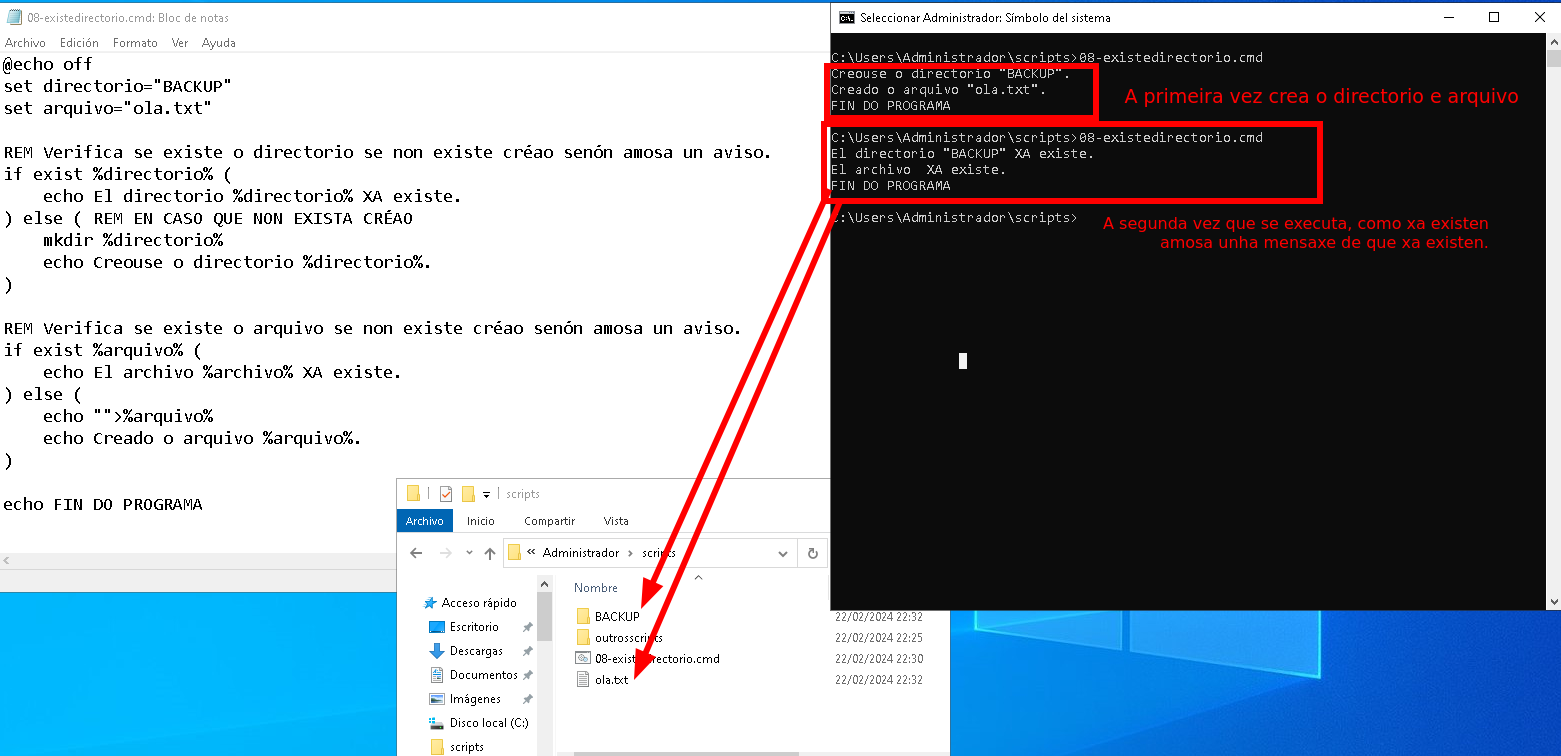 08-existedirectorio.cmd: Bloc de notas
Archivo Edición Formato Ver Ayuda
@echo off
set directorio="BACKUP"
set arquivo="ola.txt"
REM Verifica se existe o directorio se non existe créao senón amosa un aviso.
if exist %directorio% (
echo El directorio %directorio% XA existe.
) else ( REM EN CASO QUE NON EXISTA CRÉAO
mkdir %directorio%
echo Creouse o directorio %directorio%.
)
REM Verifica se existe o arquivo se non existe créao senón amosa un aviso.
if exist %arquivo% (
echo El archivo %archivo% XA existe.
) else (
echo "">%arquivo%
echo Creado o arquivo %arquivo%.
)
echo FIN DO PROGRAMA
Seleccionar Administrador: Símbolo del sistema
C:\Users\Administrador\scripts>08-existedirectorio.cmd
Creouse o directorio "BACKUP".
Creado o arquivo "ola.txt".
FIN DO PROGRAMA
A primeira vez crea o directorio e arquivo
C:\Users\Administrador\scripts>08-existedirectorio.cmd
El directorio "BACKUP" XA existe.
El archivo  XA existe.
FIN DO PROGRAMA
C:\Users\Administrador\scripts>
A segunda vez que se executa, como xa existen
amosa unha mensaxe de que xa existen.
scripts
Archivo Inicio Compartir Vista
« Administrador > scripts
Nombre
Acceso rápido
Escritorio
Descargas
Documentos
Imágenes
Disco local (C:)
scripts
BACKUP 22/02/2024 22:32
outrosscripts 22/02/2024 22:25
08-existedirectorio.cmd 22/02/2024 22:30
ola.txt 22/02/2024 22:32